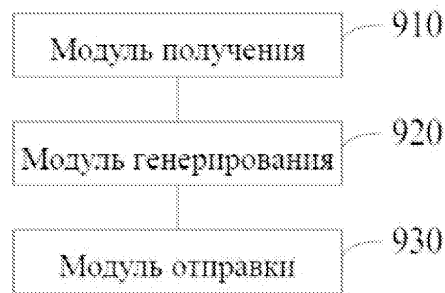 Модуль получения 910
Модуль генерирования 920
Модуль отправки 930